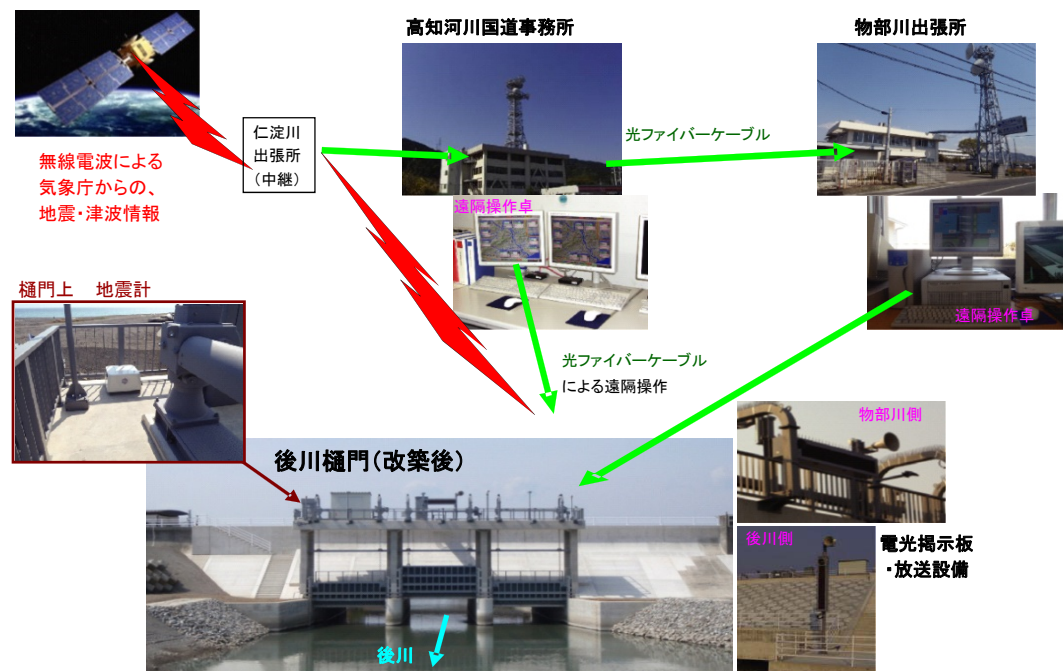 高知河川国道事務所
物部川出張所
仁淀川
出張所
（中継）
光ファイバーケーブル
無線電波による
気象庁からの、
地震・津波情報
遠隔操作卓
遠隔操作卓
樋門上　地震計
光ファイバーケーブル
による遠隔操作
物部川側
後川樋門（改築後）
後川側
電光掲示板
・放送設備
後川